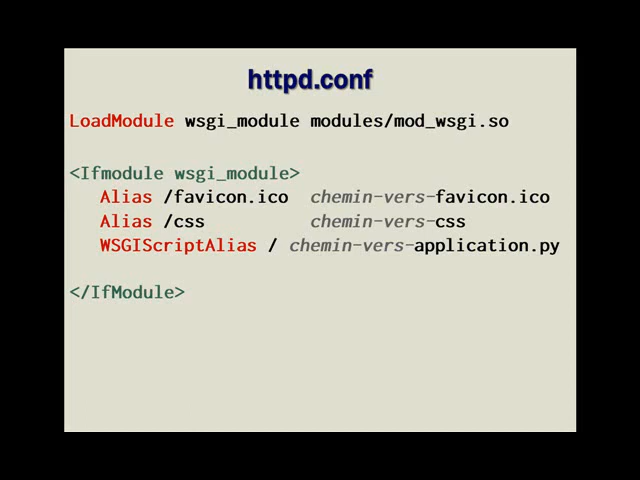 httpd.conf
LoadModule wsgi_module modules/mod_wsgi.so
<Ifmodule wsgi_module>
Alias /favicon.ico chemin-vers-favicon.ico
Alias /css chemin-vers-css
WSGIScriptAlias / chemin-vers-application.py
</IfModule>